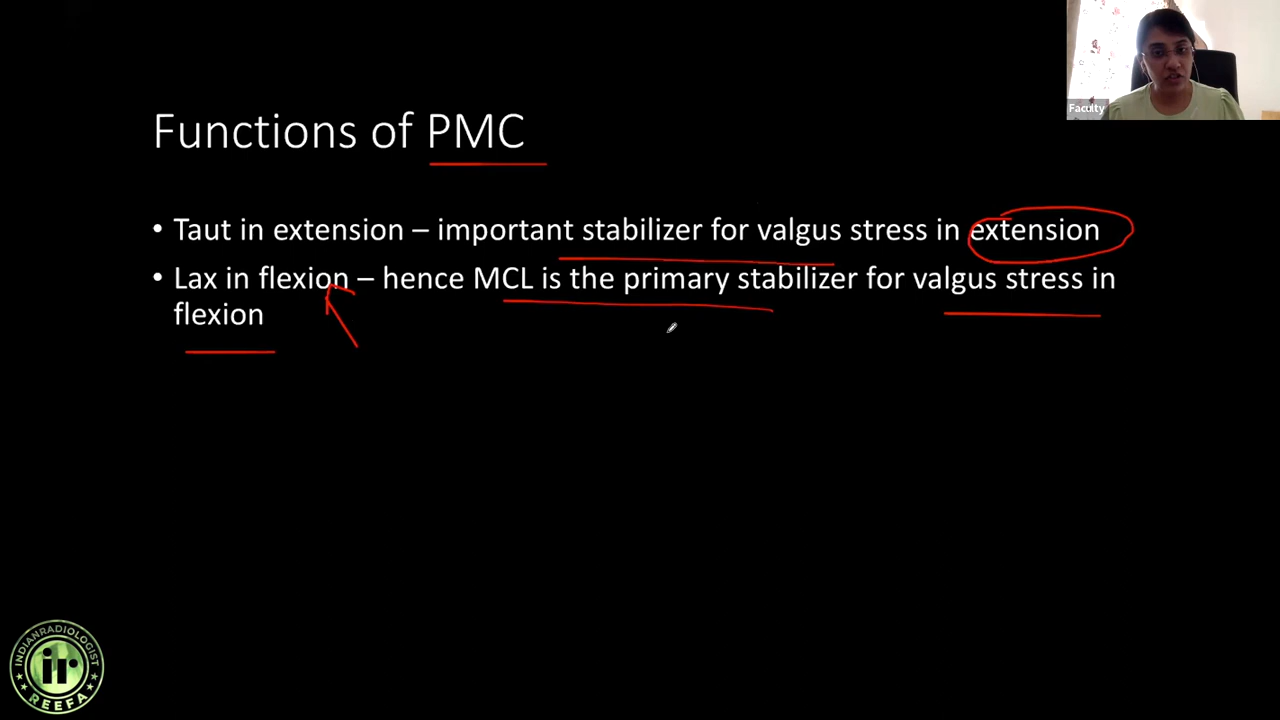 Faculty
Functions of PMC
• Taut in extension – important stabilizer for valgus stress in extension
• Lax in flexion – hence MCL is the primary stabilizer for valgus stress in
flexion
INDIANRADIOLOGIST
ir
REEFA